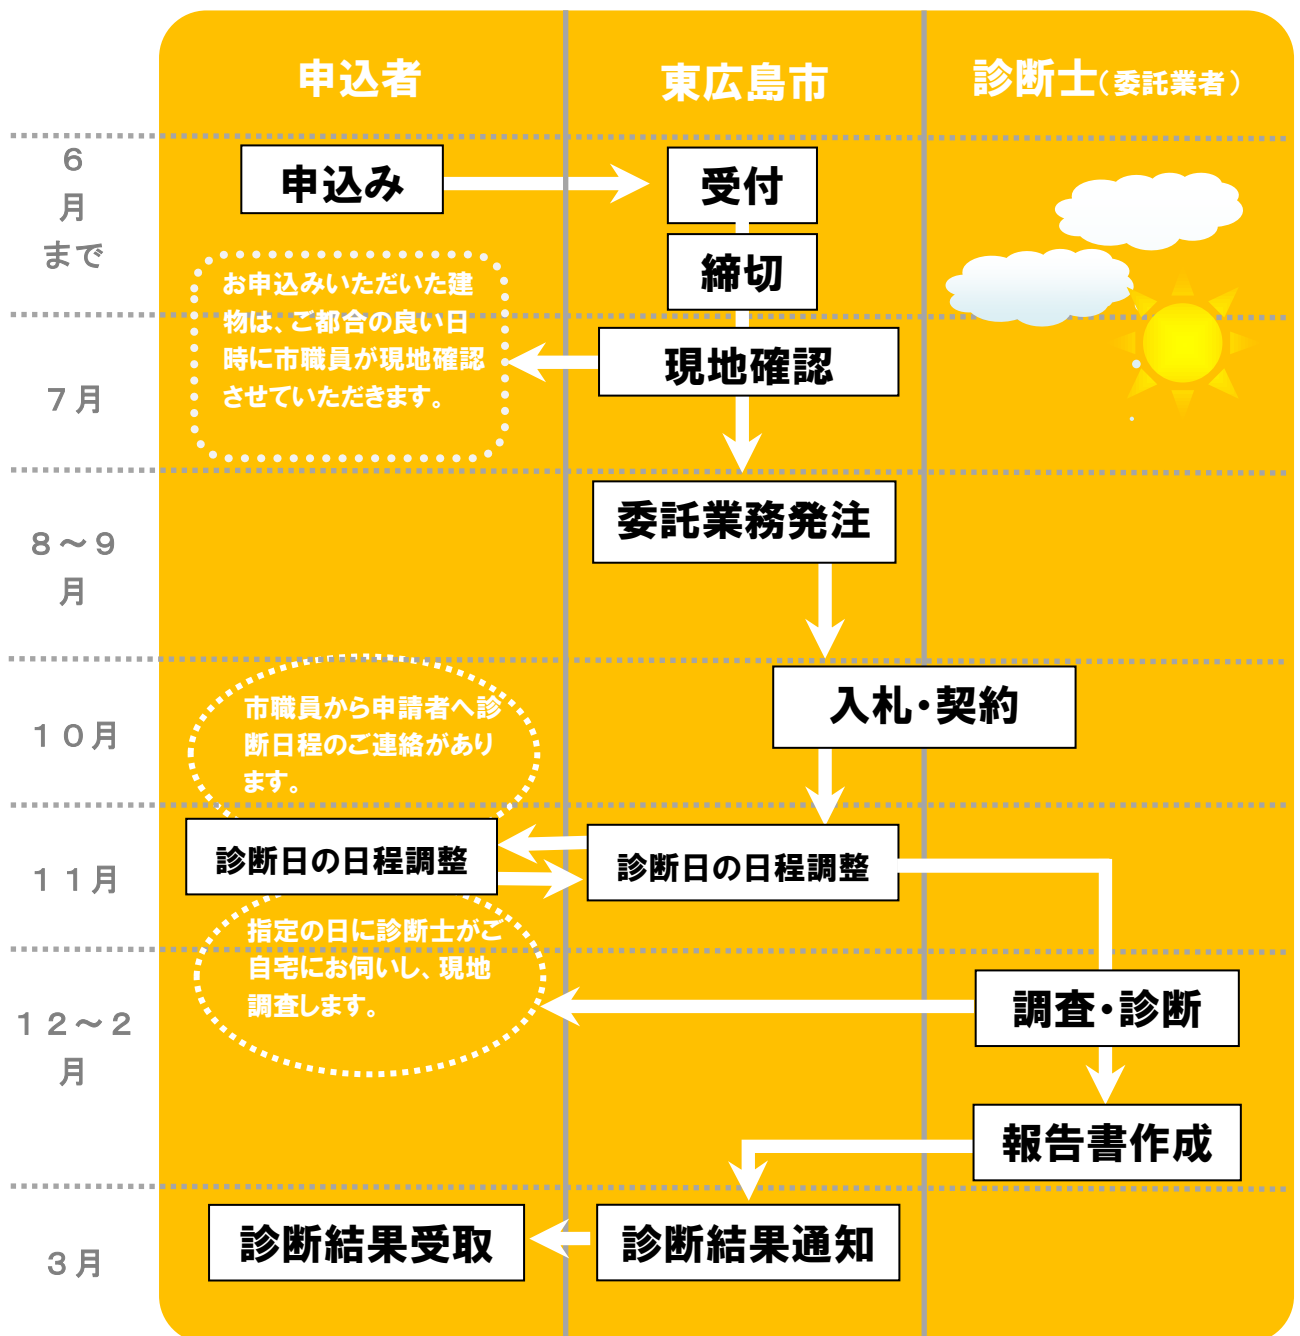 申込者
東広島市
診断士(委託業者)
6
月
まで
申込み
受付
締切
お申込みいただいた建
物は、ご都合の良い日
時に市職員が現地確認
させていただきます。
7月
現地確認
8～9
月
委託業務発注
10月
入札・契約
市職員から申請者へ診
断日程のご連絡があり
ます。
11月
診断日の日程調整
診断日の日程調整
指定の日に診断士がご
自宅にお伺いし、現地
調査します。
12～2
月
調査・診断
報告書作成
3月
診断結果受取
診断結果通知